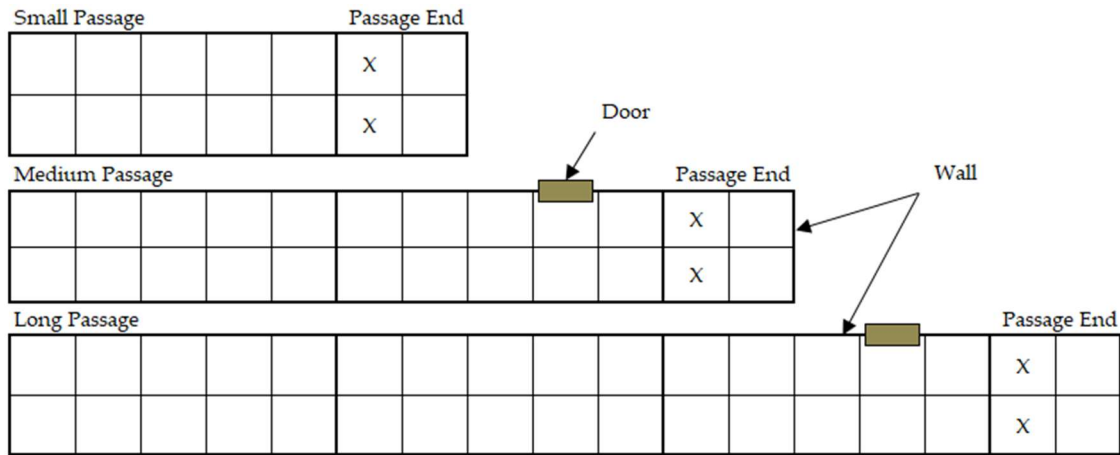 Small Passage Passage End
X
X
Door
Medium Passage Passage End
Wall
X
X
Long Passage Passage End
X
X